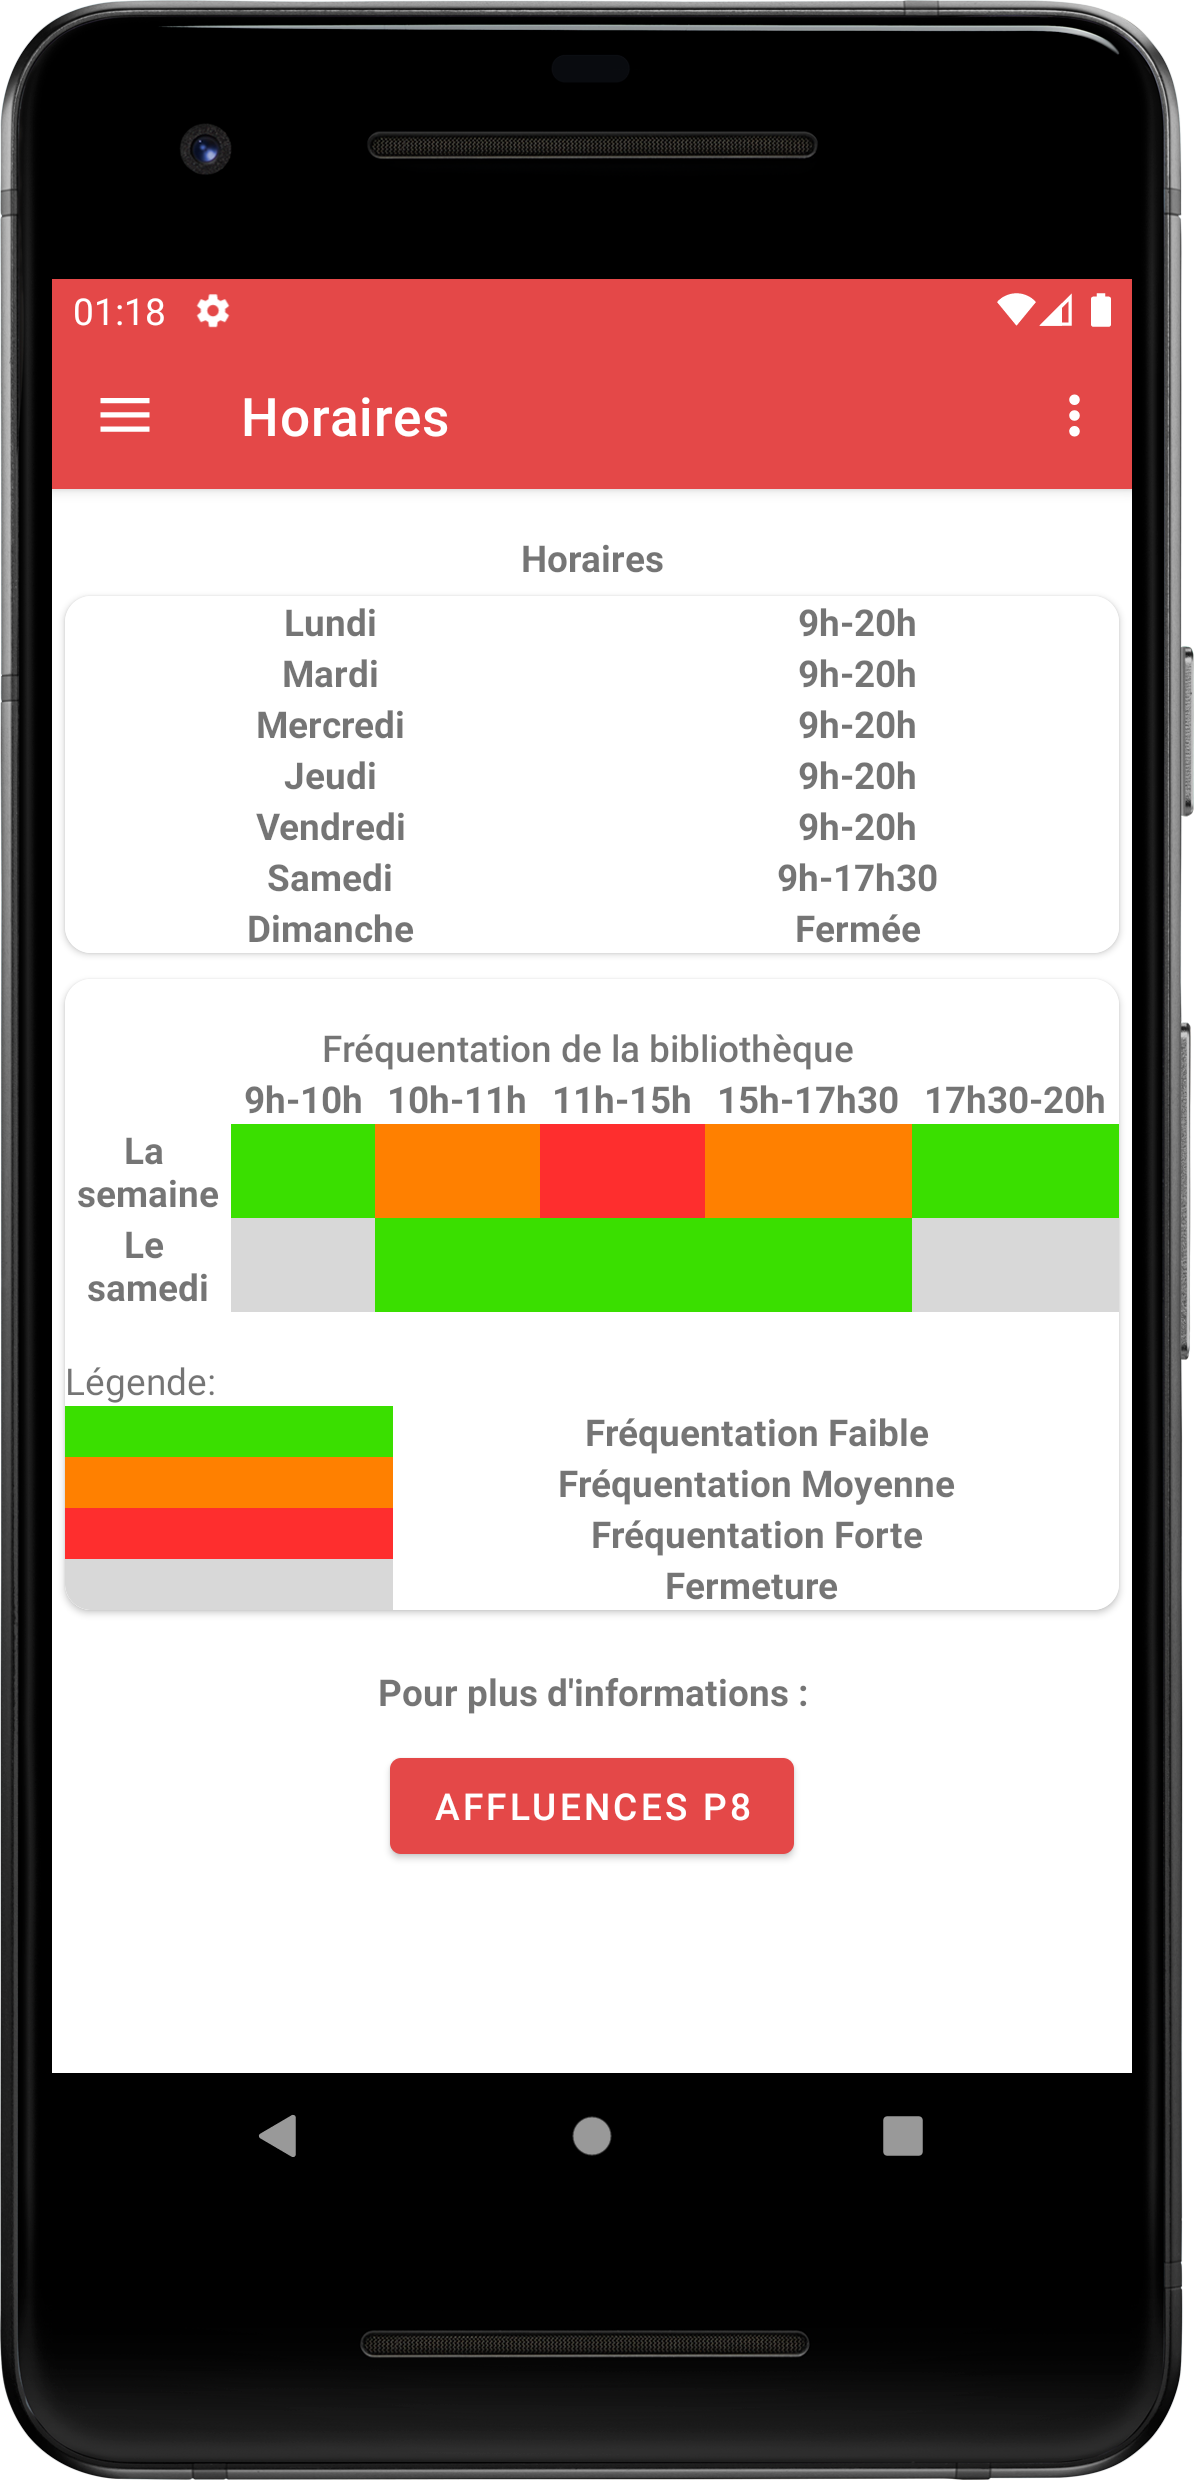 01:18
Horaires
Horaires
Lundi 9h-20h
Mardi 9h-20h
Mercredi 9h-20h
Jeudi 9h-20h
Vendredi 9h-20h
Samedi 9h-17h30
Dimanche Fermée
Fréquentation de la bibliothèque
9h-10h 10h-11h 11h-15h 15h-17h30 17h30-20h
La
semaine
Le
samedi
Légende:
Fréquentation Faible
Fréquentation Moyenne
Fréquentation Forte
Fermeture
Pour plus d'informations :
AFFLUENCES P8